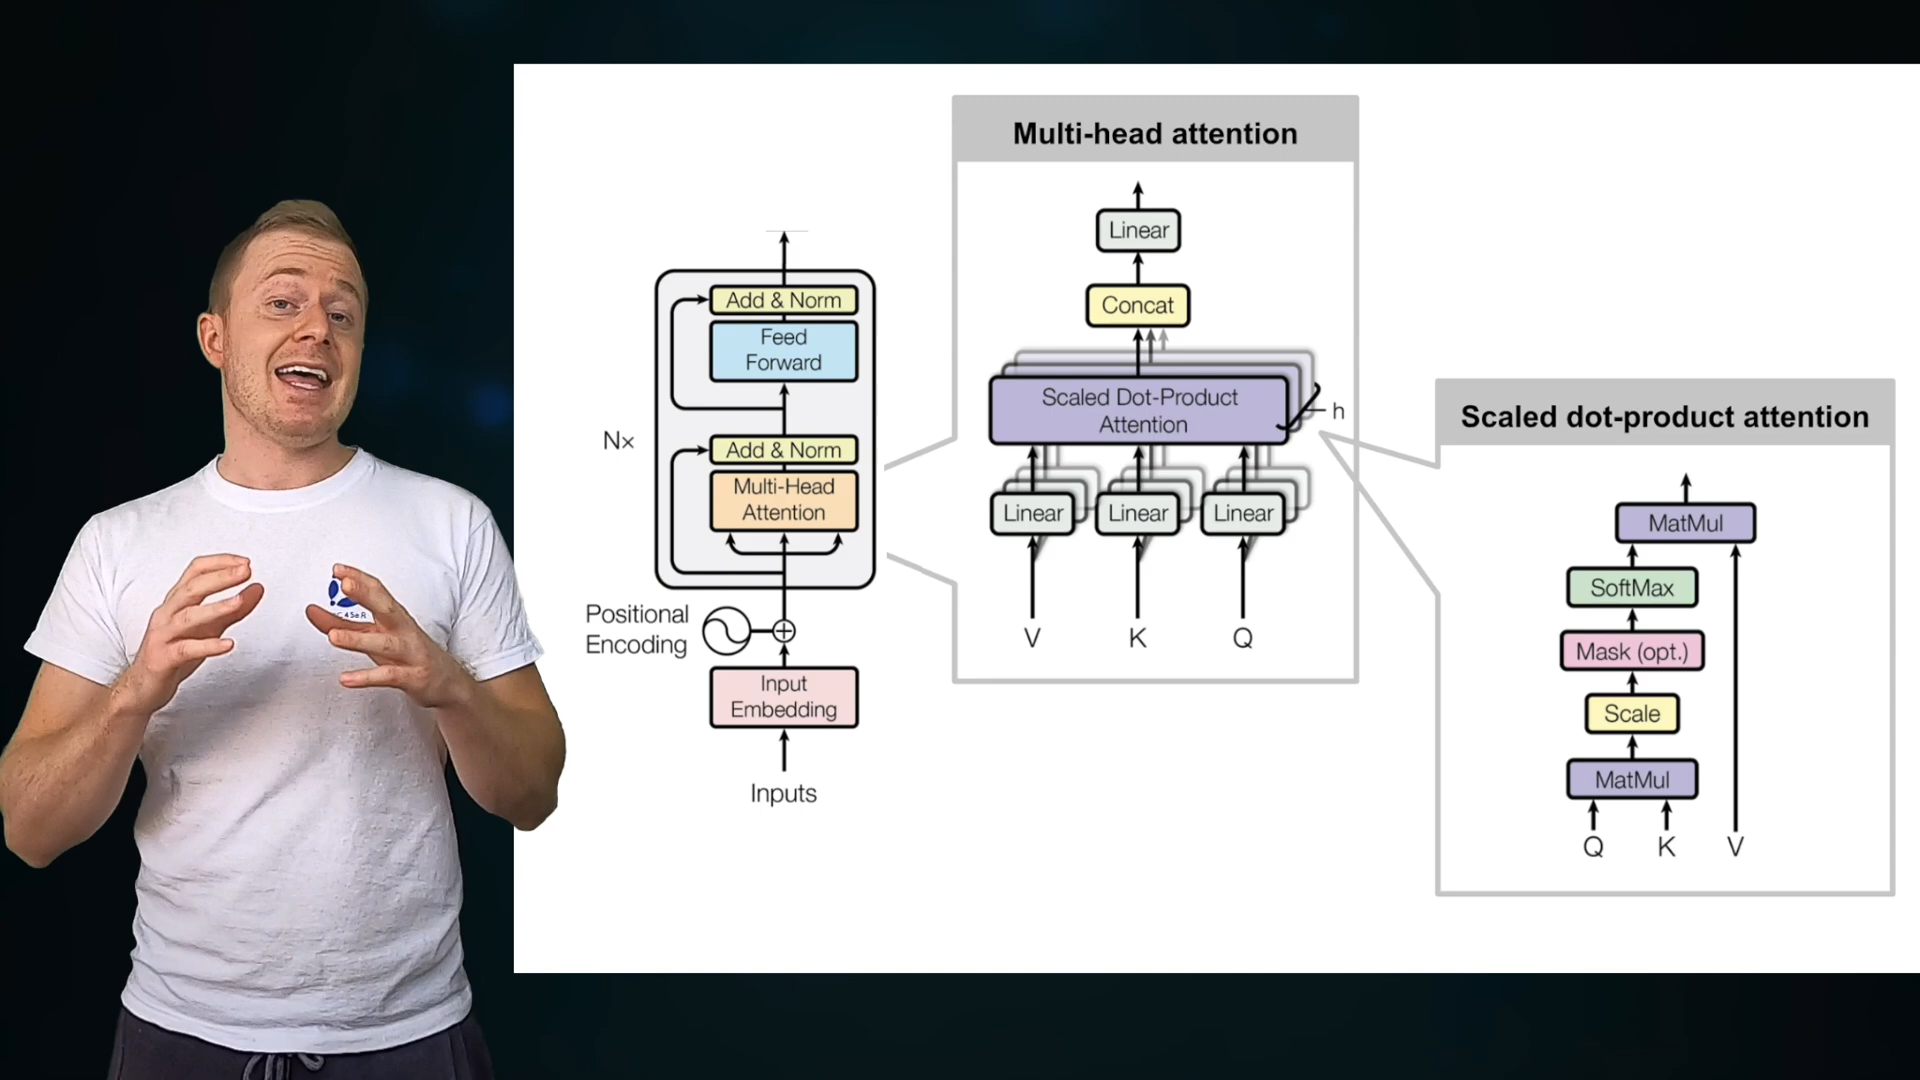 Add & Norm
Feed
Forward
Nx
Add & Norm
Multi-Head
Attention
Positional
Encoding
Input
Embedding
Inputs
Multi-head attention
Linear
Concat
Scaled Dot-Product
Attention
h
Linear
Linear
Linear
V
K
Q
Scaled dot-product attention
MatMul
SoftMax
Mask (opt.)
Scale
MatMul
Q
K
V